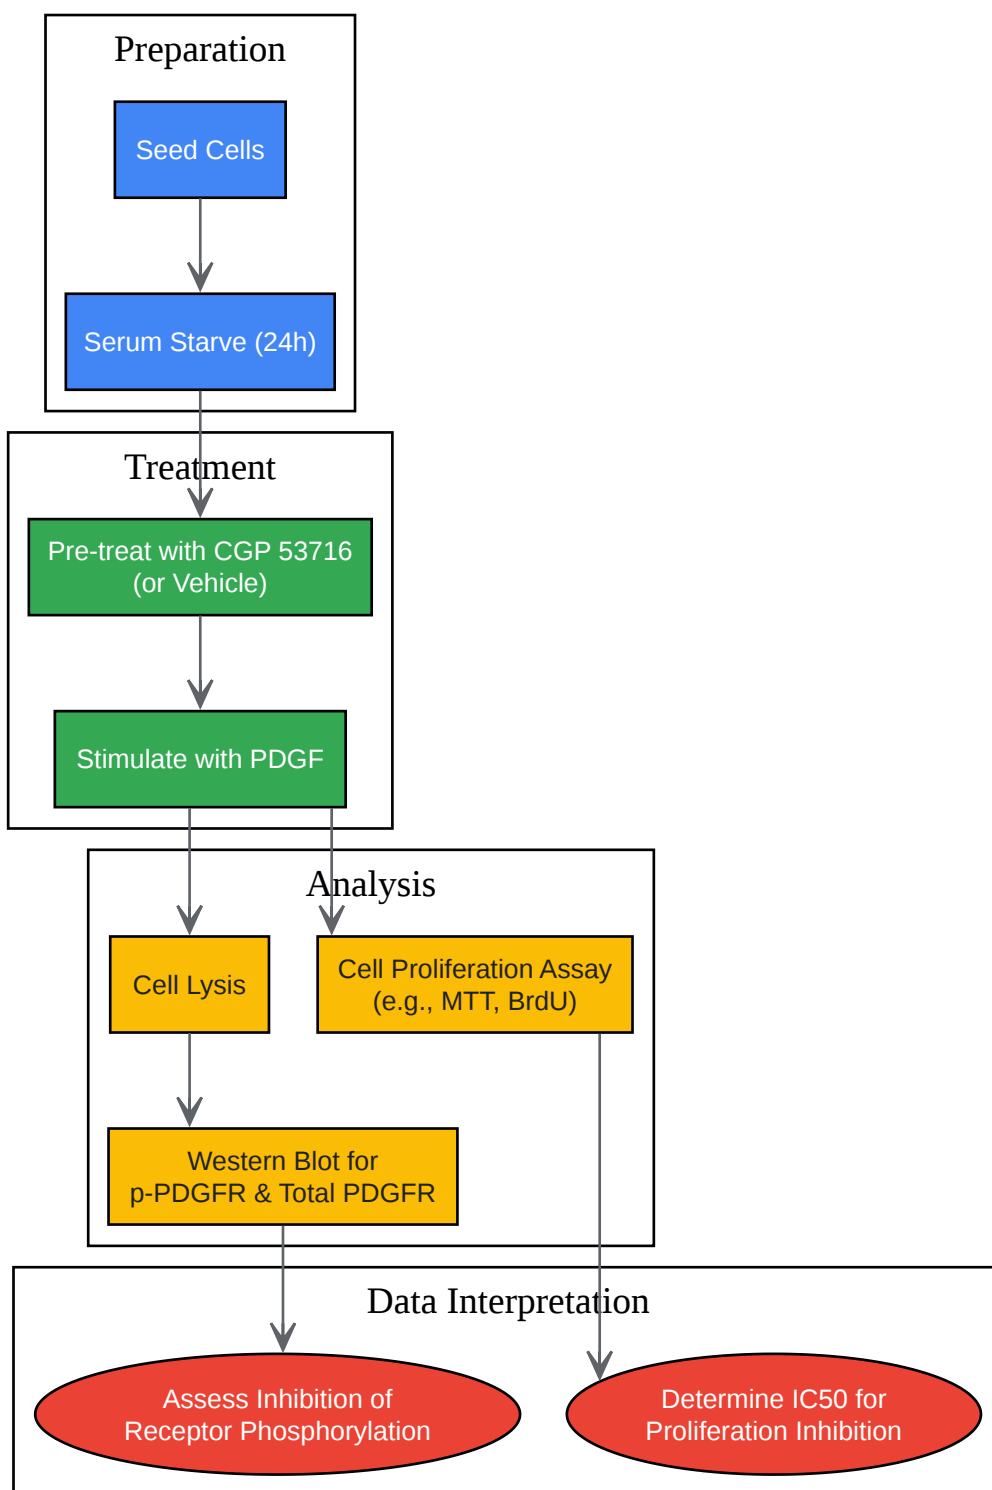 Preparation
Seed Cells
Serum Starve (24h)
Treatment
Pre-treat with CGP 53716
(or Vehicle)
Stimulate with PDGF
Analysis
Cell Lysis
Cell Proliferation Assay
(e.g., MTT, BrdU)
Western Blot for
p-PDGFR & Total PDGFR
Data Interpretation
Assess Inhibition of
Receptor Phosphorylation
Determine IC50 for
Proliferation Inhibition